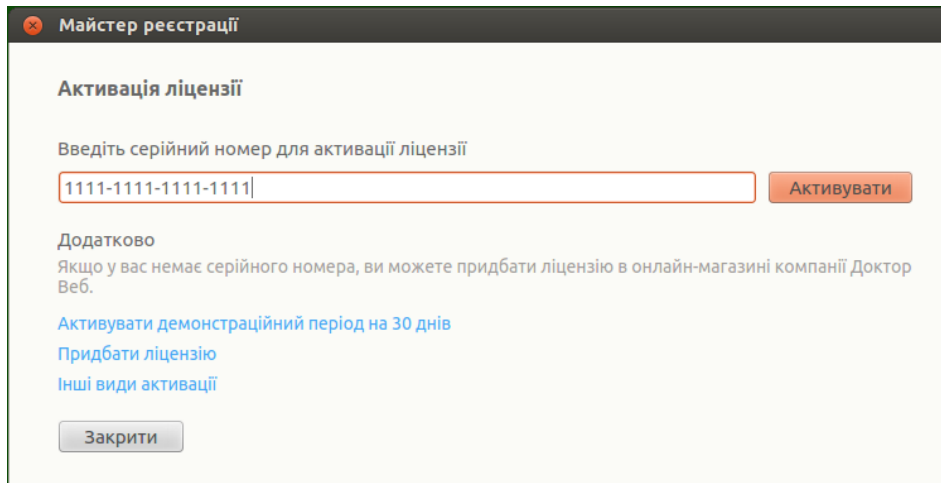 Майстер реєстрації
Активація ліцензії
Введіть серійний номер для активації ліцензії
1111-1111-1111-1111
Активувати
Додатково
Якщо у вас немає серійного номера, ви можете придбати ліцензію в онлайн-магазині компанії Доктор
Веб.
Активувати демонстраційний період на 30 днів
Придбати ліцензію
Інші види активації
Закрити